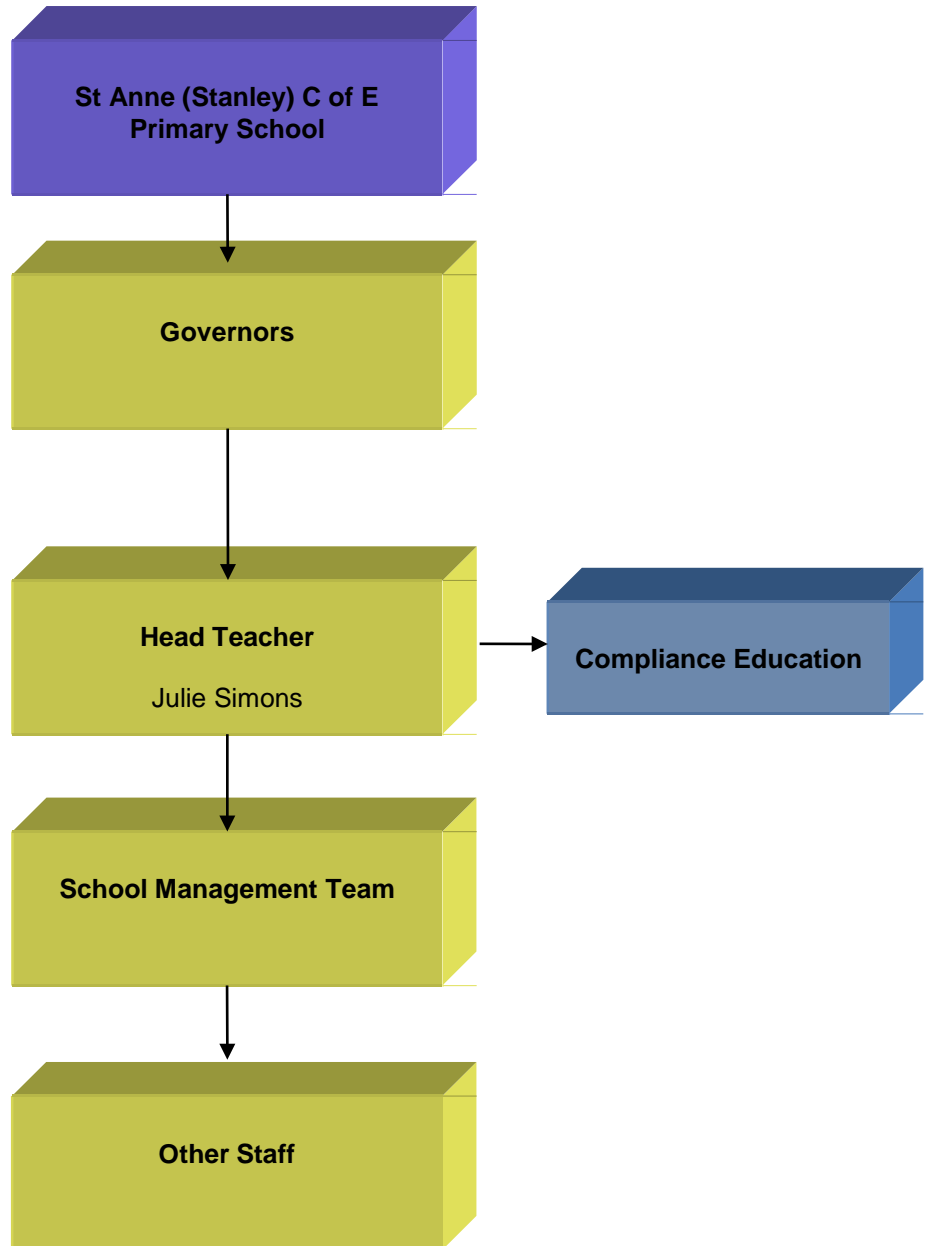 St Anne (Stanley) C of E
Primary School
Governors
Head Teacher
Julie Simons
Compliance Education
School Management Team
Other Staff